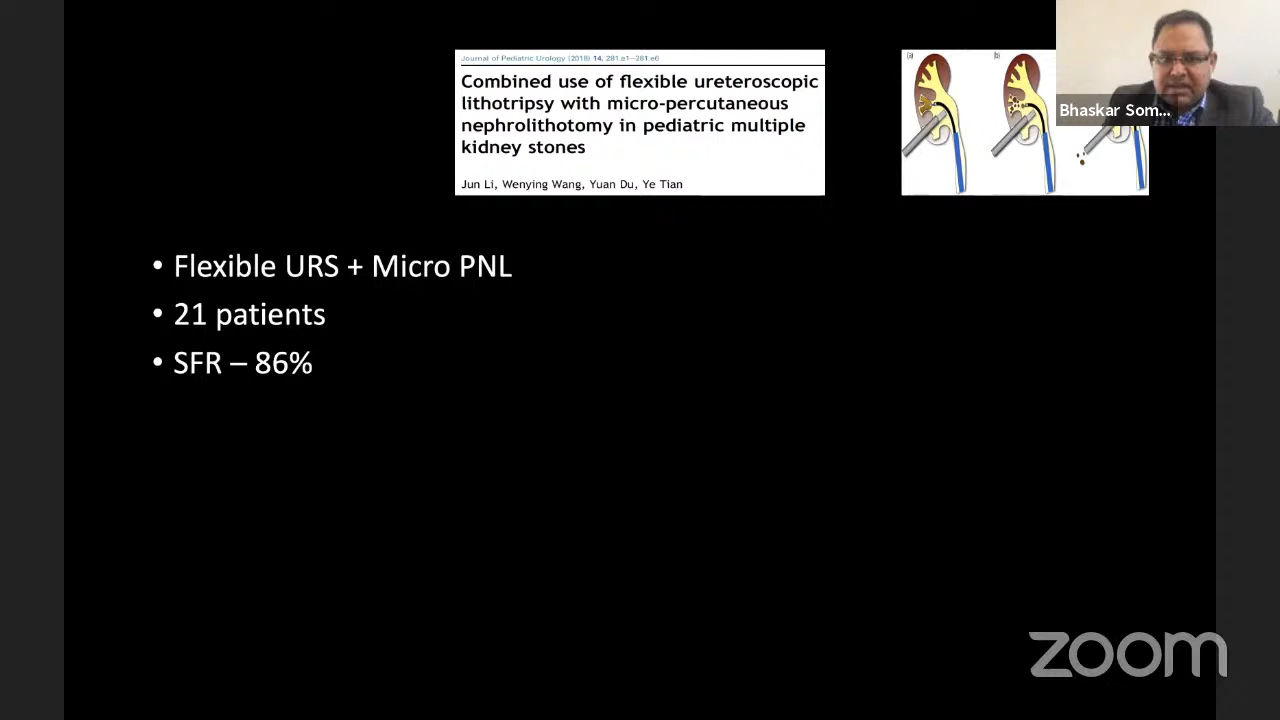 Journal of Pediatric Urology (2018) 14, 281.e1–281.e6
Combined use of flexible ureteroscopic
lithotripsy with micro-percutaneous
nephrolithotomy in pediatric multiple
kidney stones
Jun Li, Wenying Wang, Yuan Du, Ye Tian
(a)
(b)
Bhaskar Som...
• Flexible URS + Micro PNL
• 21 patients
• SFR – 86%
zoom